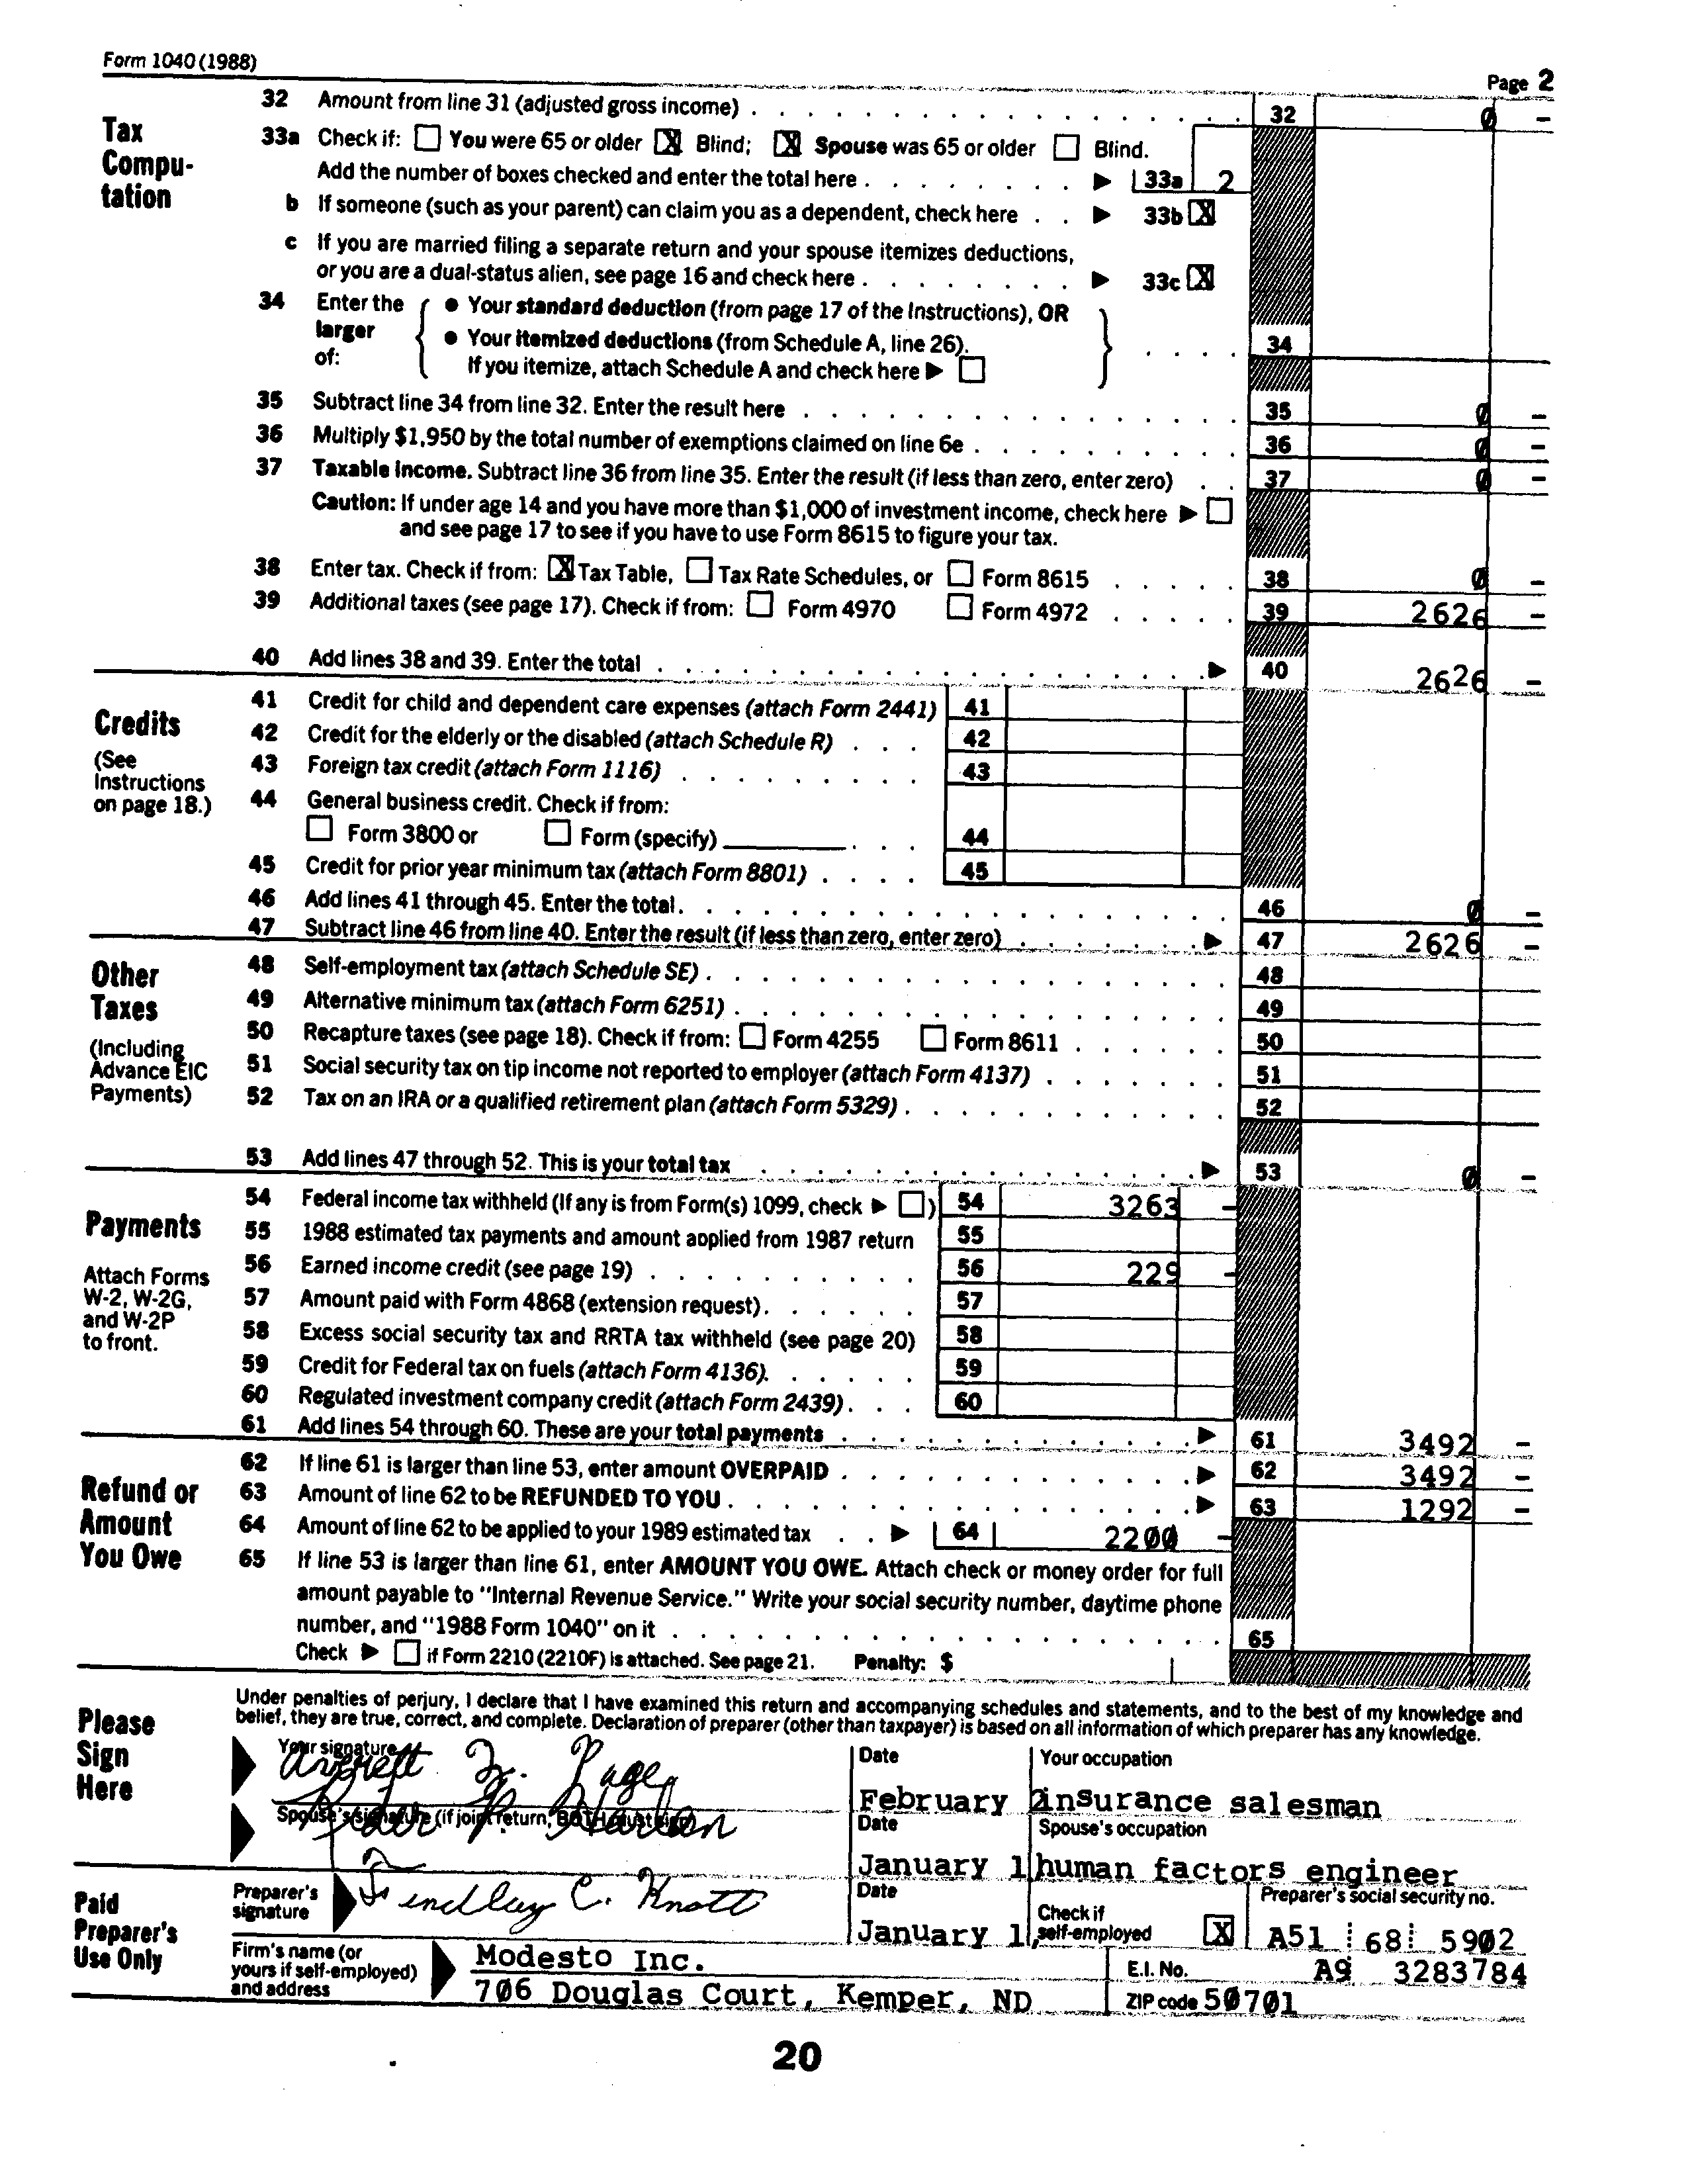 Form 1040 (1988)
Page 2
Tax Compu-tation
32 Amount from line 31 (adjusted gross income) . . . 32 0 –
33a Check if: ☐ You were 65 or older ☒ Blind; ☒ Spouse was 65 or older ☐ Blind.
Add the number of boxes checked and enter the total here . . . ▶ 33a 2
b If someone (such as your parent) can claim you as a dependent, check here . . ▶ 33b ☒
c If you are married filing a separate return and your spouse itemizes deductions,
or you are a dual-status alien, see page 16 and check here . . . ▶ 33c ☒
34 Enter the larger of: { ● Your standard deduction (from page 17 of the Instructions), OR
● Your itemized deductions (from Schedule A, line 26).
If you itemize, attach Schedule A and check here ▶ ☐ } . . . . 34
35 Subtract line 34 from line 32. Enter the result here . . . 35 0 –
36 Multiply $1,950 by the total number of exemptions claimed on line 6e . . . 36 0 –
37 Taxable income. Subtract line 36 from line 35. Enter the result (if less than zero, enter zero) . . 37 0 –
Caution: If under age 14 and you have more than $1,000 of investment income, check here ▶ ☐
and see page 17 to see if you have to use Form 8615 to figure your tax.
38 Enter tax. Check if from: ☒ Tax Table, ☐ Tax Rate Schedules, or ☐ Form 8615 . . . 38 0 –
39 Additional taxes (see page 17). Check if from: ☐ Form 4970 ☐ Form 4972 . . . 39 2626 –
40 Add lines 38 and 39. Enter the total . . . ▶ 40 2626 –
Credits
(See Instructions on page 18.)
41 Credit for child and dependent care expenses (attach Form 2441) 41
42 Credit for the elderly or the disabled (attach Schedule R) . . . 42
43 Foreign tax credit (attach Form 1116) . . . 43
44 General business credit. Check if from:
☐ Form 3800 or ☐ Form (specify) ________ . . . 44
45 Credit for prior year minimum tax (attach Form 8801) . . . . 45
46 Add lines 41 through 45. Enter the total . . . 46 0 –
47 Subtract line 46 from line 40. Enter the result (if less than zero, enter zero) . . . ▶ 47 2626 –
Other Taxes
(Including Advance EIC Payments)
48 Self-employment tax (attach Schedule SE) . . . 48
49 Alternative minimum tax (attach Form 6251) . . . 49
50 Recapture taxes (see page 18). Check if from: ☐ Form 4255 ☐ Form 8611 . . . 50
51 Social security tax on tip income not reported to employer (attach Form 4137) . . . 51
52 Tax on an IRA or a qualified retirement plan (attach Form 5329) . . . 52
53 Add lines 47 through 52. This is your total tax . . . ▶ 53 0 –
Payments
Attach Forms W-2, W-2G, and W-2P to front.
54 Federal income tax withheld (If any is from Form(s) 1099, check ▶ ☐) 54 3263 –
55 1988 estimated tax payments and amount applied from 1987 return 55
56 Earned income credit (see page 19) . . . 56 229 –
57 Amount paid with Form 4868 (extension request) . . . 57
58 Excess social security tax and RRTA tax withheld (see page 20) 58
59 Credit for Federal tax on fuels (attach Form 4136) . . . 59
60 Regulated investment company credit (attach Form 2439) . . . 60
61 Add lines 54 through 60. These are your total payments . . . ▶ 61 3492 –
Refund or Amount You Owe
62 If line 61 is larger than line 53, enter amount OVERPAID . . . ▶ 62 3492 –
63 Amount of line 62 to be REFUNDED TO YOU . . . ▶ 63 1292 –
64 Amount of line 62 to be applied to your 1989 estimated tax . . ▶ 64 2200 –
65 If line 53 is larger than line 61, enter AMOUNT YOU OWE. Attach check or money order for full
amount payable to "Internal Revenue Service." Write your social security number, daytime phone
number, and "1988 Form 1040" on it . . . 65
Check ▶ ☐ if Form 2210 (2210F) is attached. See page 21. Penalty: $
Please Sign Here
Under penalties of perjury, I declare that I have examined this return and accompanying schedules and statements, and to the best of my knowledge and
belief, they are true, correct, and complete. Declaration of preparer (other than taxpayer) is based on all information of which preparer has any knowledge.
Your signature Page Date February 2 Your occupation insurance salesman
Spouse's signature (if joint return, BOTH must sign) P. Harlan Date January 1 Spouse's occupation human factors engineer
Paid Preparer's Use Only
Preparer's signature Findlay C. Knott Date January 1, Check if self-employed ☒ Preparer's social security no. A51 68 5902
Firm's name (or yours if self-employed) and address Modesto Inc. E.I. No. A9 3283784
706 Douglas Court, Kemper, ND ZIP code 50701
20